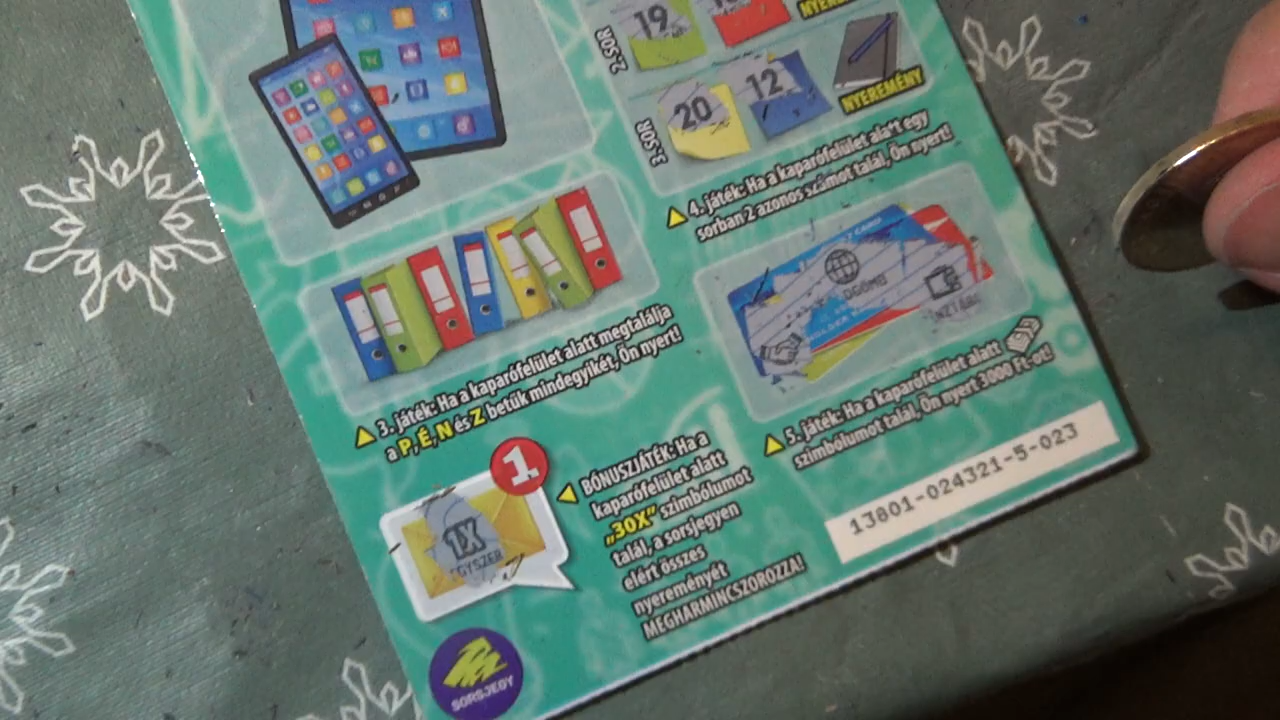 2. SOR
19
3. SOR
20
12
NYEREMÉNY
4. játék: Ha a kaparófelület alatt egy
sorban 2 azonos számot talál, Ön nyert!
3. játék: Ha a kaparófelület alatt megtalálja
a P, É, N és Z betűk mindegyikét, Ön nyert!
DGÖMB
NZTÁRC
5. játék: Ha a kaparófelület alatt
szimbólumot talál, Ön nyert 3000 Ft-ot!
1.
1X
EGYSZER
BÓNUSZJÁTÉK: Ha a
kaparófelület alatt
„30X” szimbólumot
talál, a sorsjegyen
elért összes
nyereményét
MEGHARMINCSZOROZZA!
13801-024321-5-023
SORSJEGY